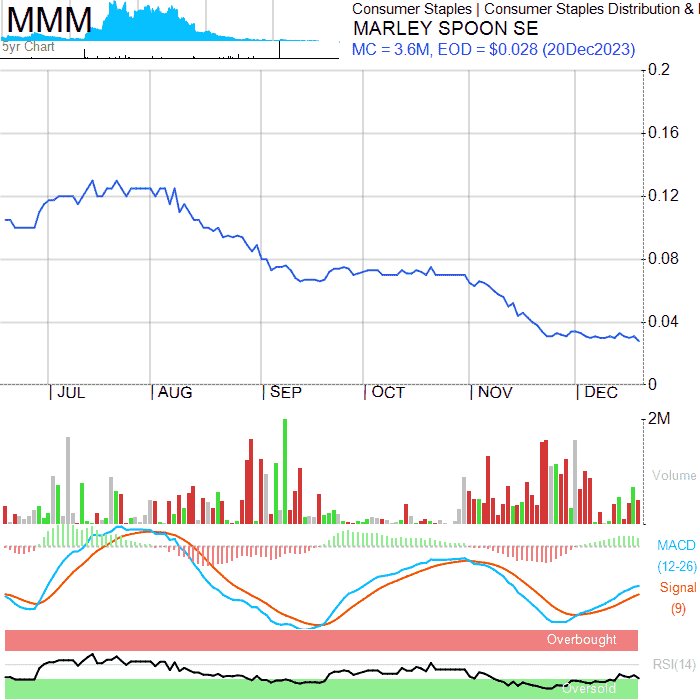 MMM
5yr Chart
Consumer Staples | Consumer Staples Distribution &
MARLEY SPOON SE
MC = 3.6M, EOD = $0.028 (20Dec2023)
0.2
0.16
0.12
0.08
0.04
0
JUL AUG SEP OCT NOV DEC
2M
Volume
MACD
(12-26)
Signal
(9)
Overbought
RSI(14)
Oversold